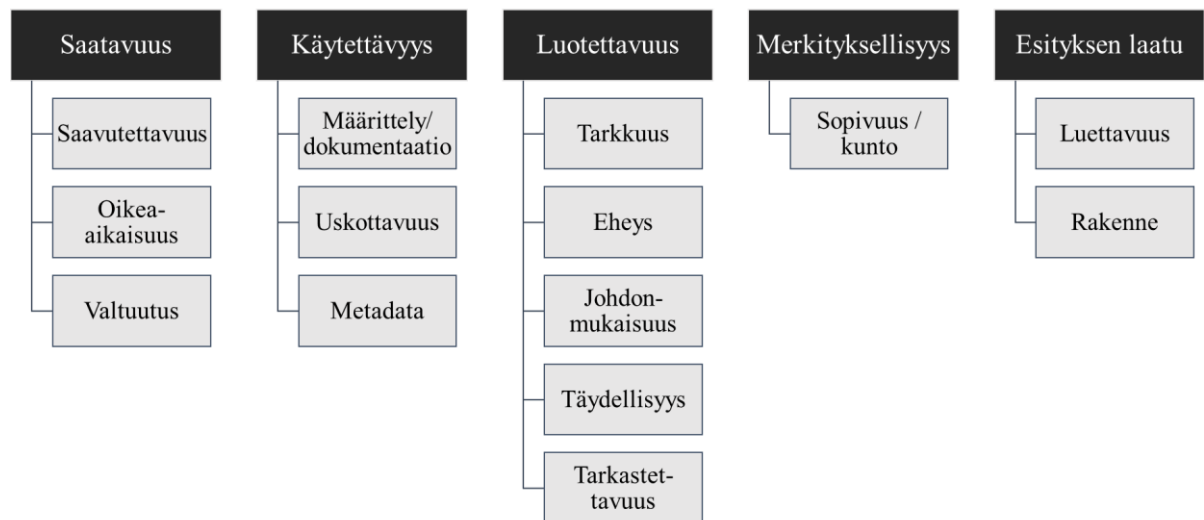 Saatavuus
Saavutettavuus
Oikea-
aikaisuus
Valtuutus
Käytettävyys
Määrittely/
dokumentaatio
Uskottavuus
Metadata
Luotettavuus
Tarkkuus
Eheys
Johdon-
mukaisuus
Täydellisyys
Tarkastet-
tavuus
Merkityksellisyys
Sopivuus /
kunto
Esityksen laatu
Luettavuus
Rakenne